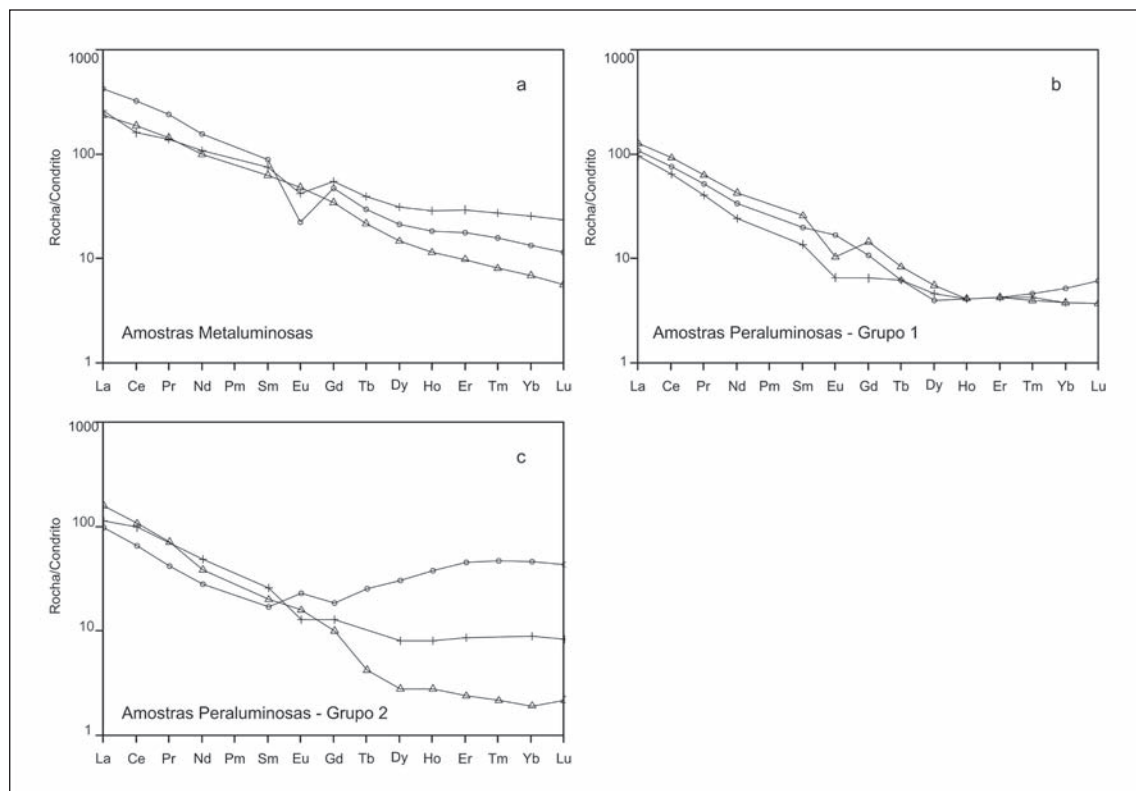 1000
100
10
1
Rocha/Condrito
a
Amostras Metaluminosas
La Ce Pr Nd Pm Sm Eu Gd Tb Dy Ho Er Tm Yb Lu
1000
100
10
1
Rocha/Condrito
b
Amostras Peraluminosas - Grupo 1
La Ce Pr Nd Pm Sm Eu Gd Tb Dy Ho Er Tm Yb Lu
1000
100
10
1
Rocha/Condrito
c
Amostras Peraluminosas - Grupo 2
La Ce Pr Nd Pm Sm Eu Gd Tb Dy Ho Er Tm Yb Lu